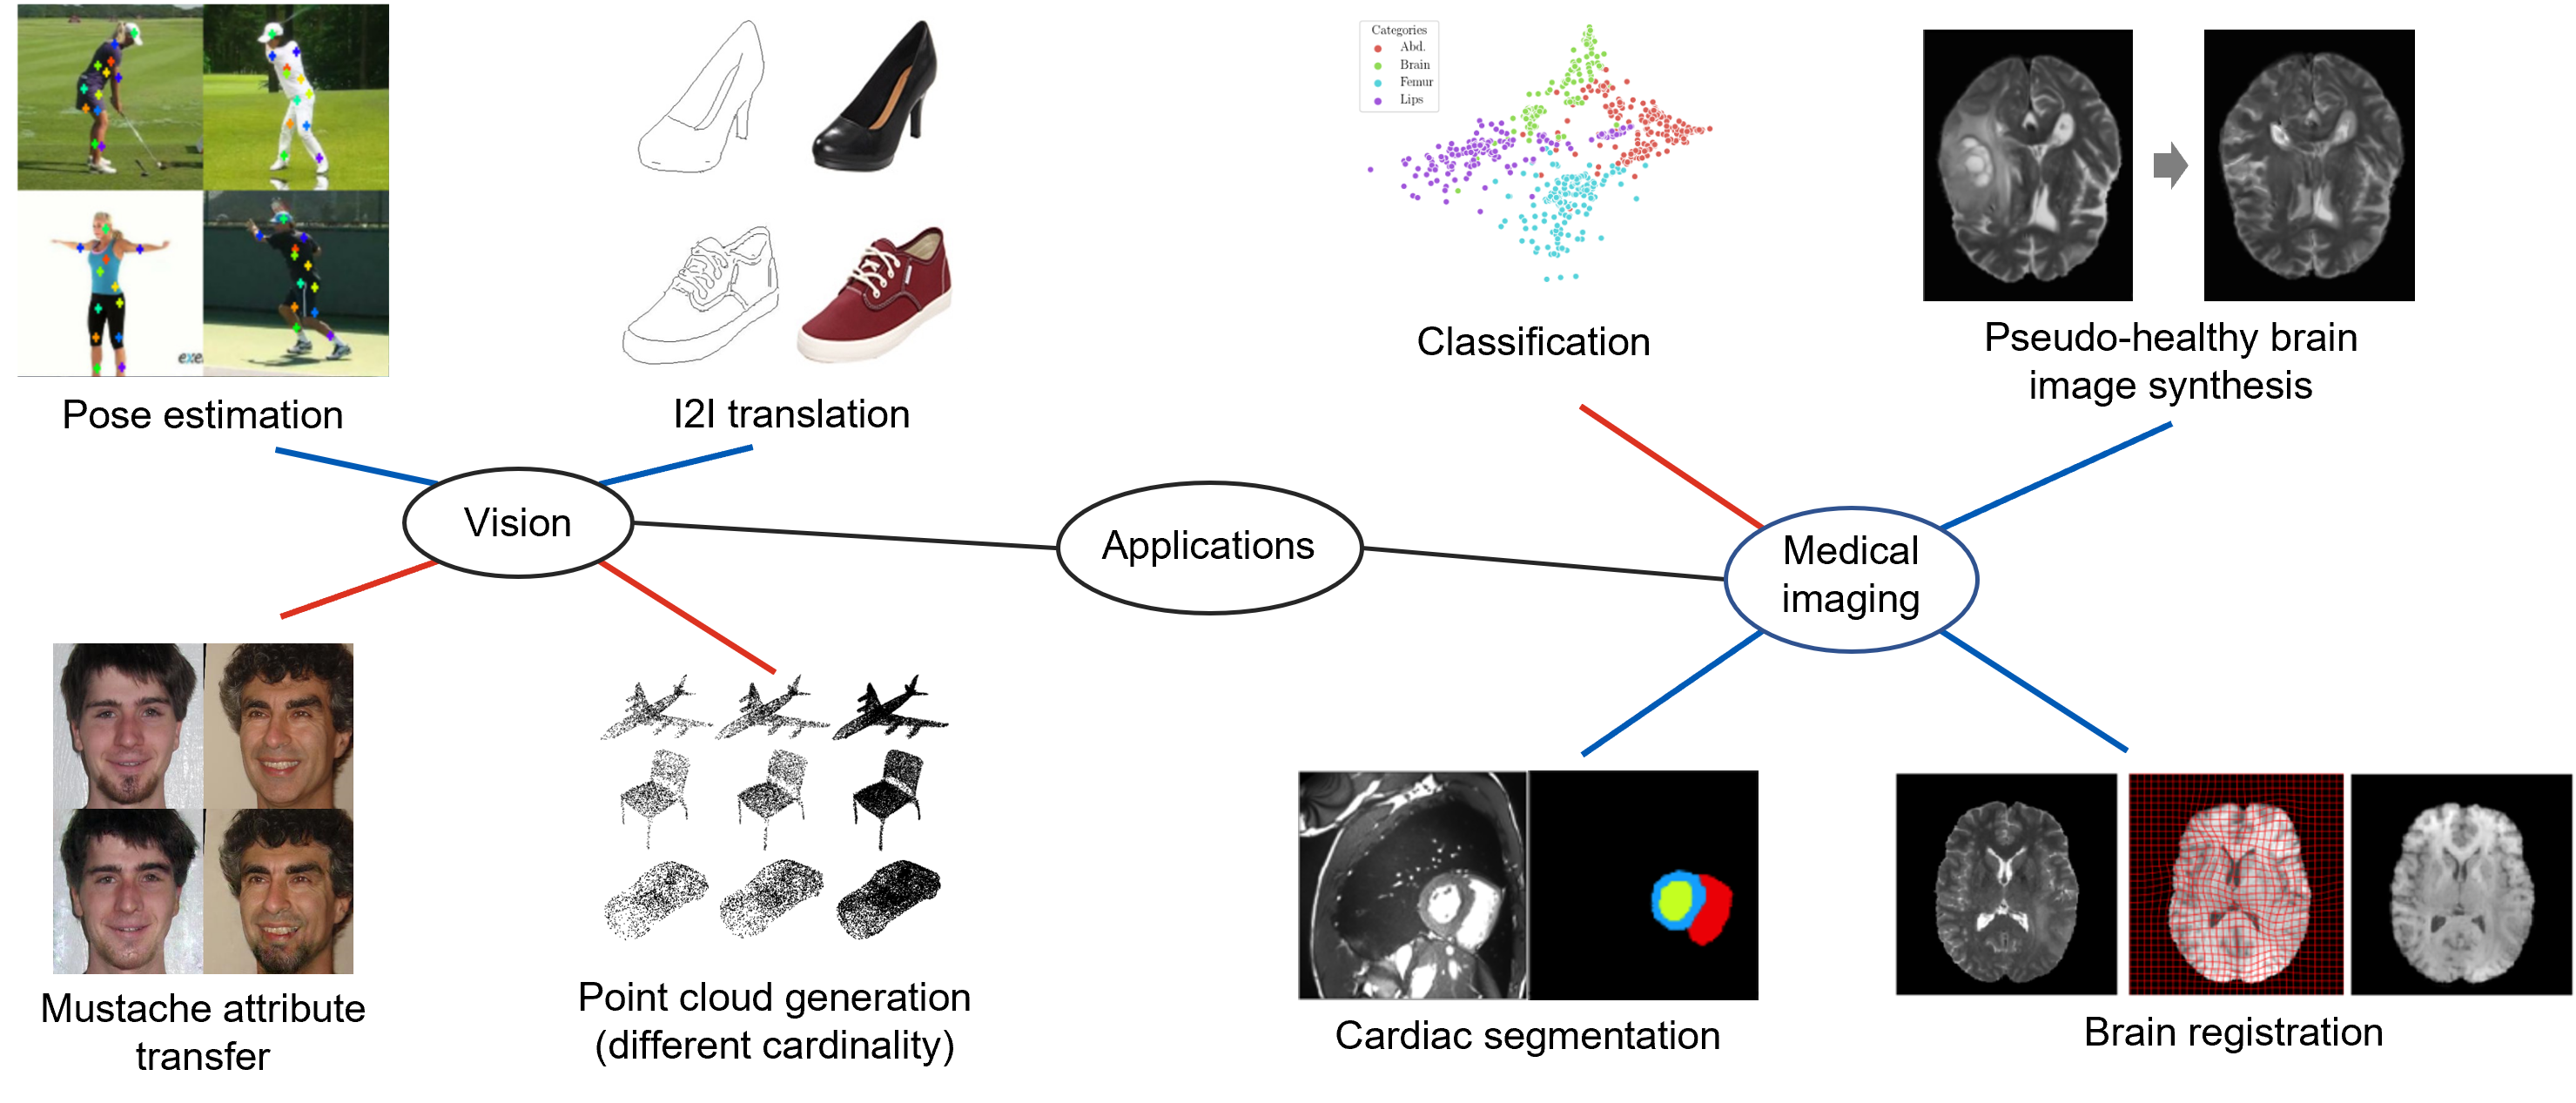 Categories
Abd.
Brain
Femur
Lips
exe
Pose estimation
I2I translation
Classification
Pseudo-healthy brain
image synthesis
Vision
Applications
Medical
imaging
Mustache attribute
transfer
Point cloud generation
(different cardinality)
Cardiac segmentation
Brain registration